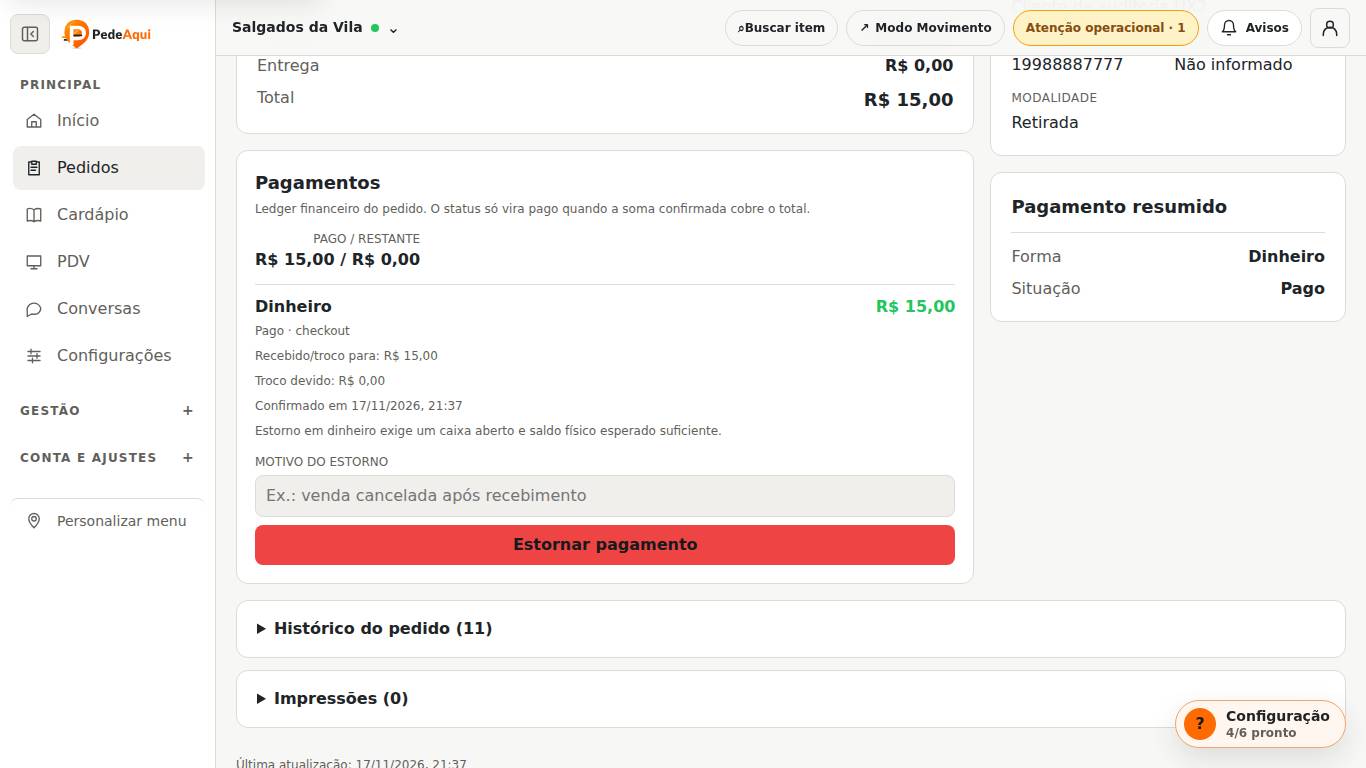 PedeAqui
PRINCIPAL
Início
Pedidos
Cardápio
PDV
Conversas
Configurações
GESTÃO +
CONTA E AJUSTES +
Personalizar menu
Salgados da Vila
Buscar item
↗ Modo Movimento
Atenção operacional · 1
Avisos
Entrega R$ 0,00
Total R$ 15,00
Pagamentos
Ledger financeiro do pedido. O status só vira pago quando a soma confirmada cobre o total.
PAGO / RESTANTE
R$ 15,00 / R$ 0,00
Dinheiro R$ 15,00
Pago · checkout
Recebido/troco para: R$ 15,00
Troco devido: R$ 0,00
Confirmado em 17/11/2026, 21:37
Estorno em dinheiro exige um caixa aberto e saldo físico esperado suficiente.
MOTIVO DO ESTORNO
Ex.: venda cancelada após recebimento
Estornar pagamento
19988887777 Não informado
MODALIDADE
Retirada
Pagamento resumido
Forma Dinheiro
Situação Pago
Histórico do pedido (11)
Impressões (0)
Última atualização: 17/11/2026, 21:37
?
Configuração
4/6 pronto